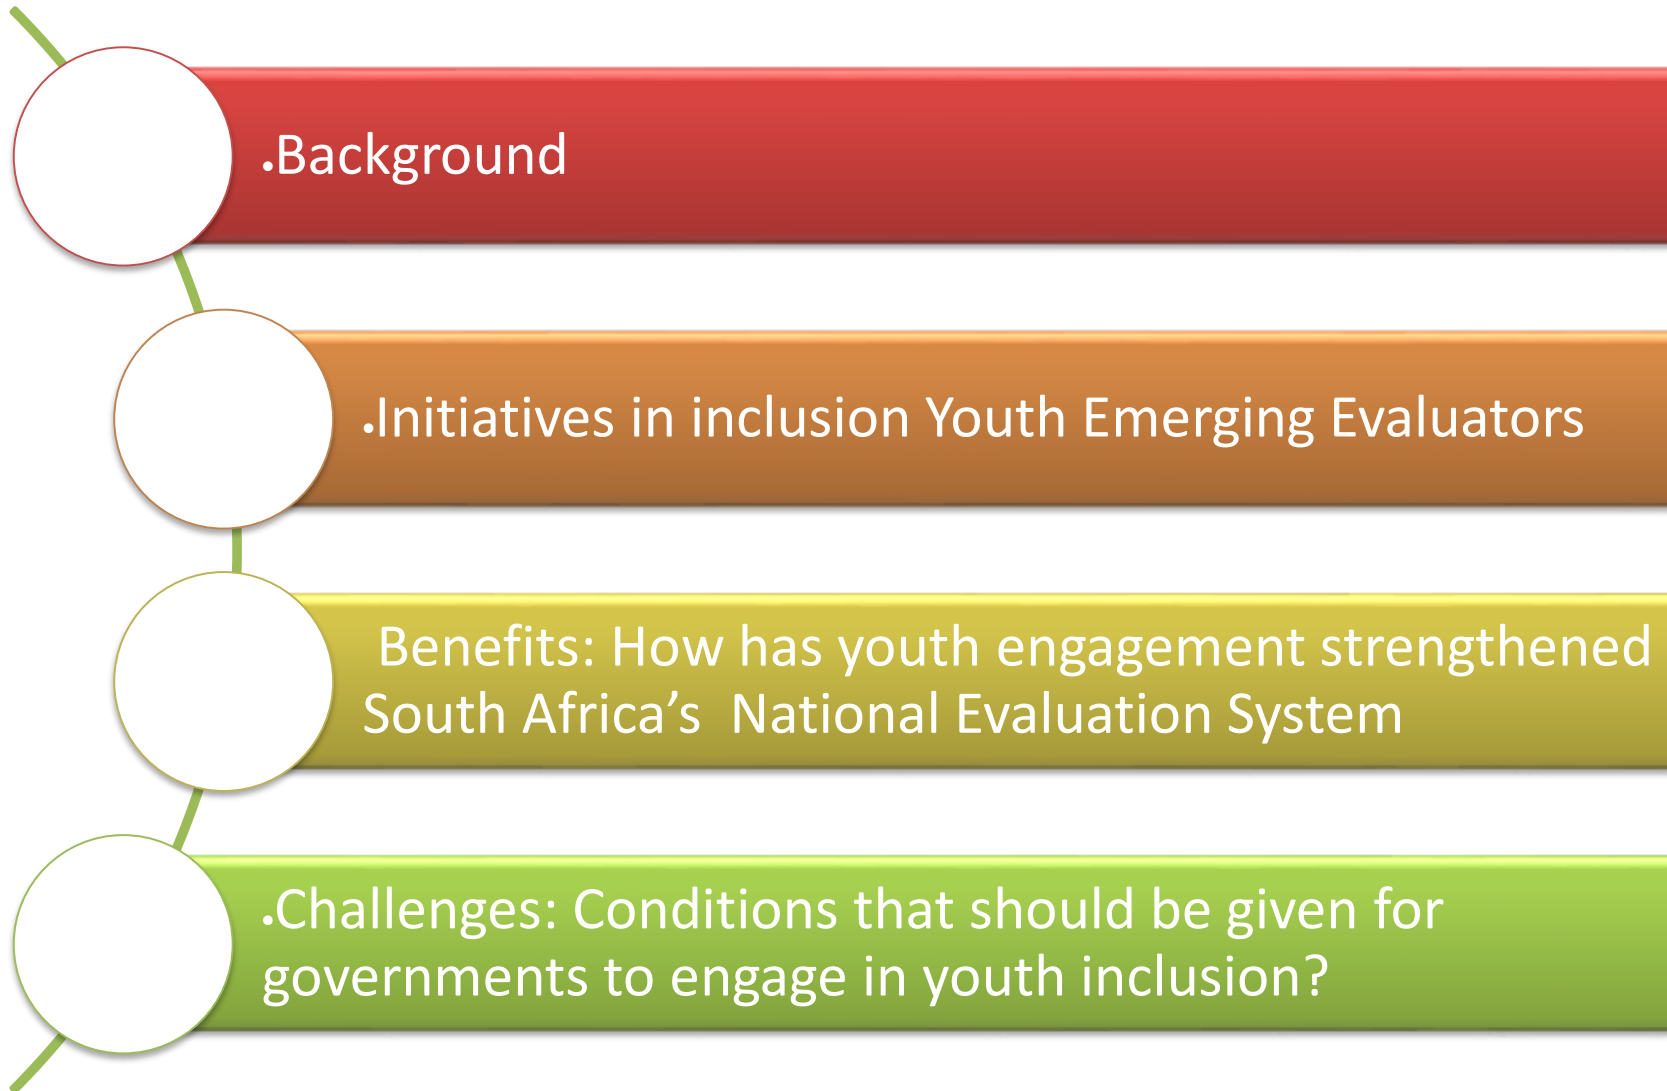 •Background
•Initiatives in inclusion Youth Emerging Evaluators
Benefits: How has youth engagement strengthened
South Africa’s  National Evaluation System
•Challenges: Conditions that should be given for
governments to engage in youth inclusion?